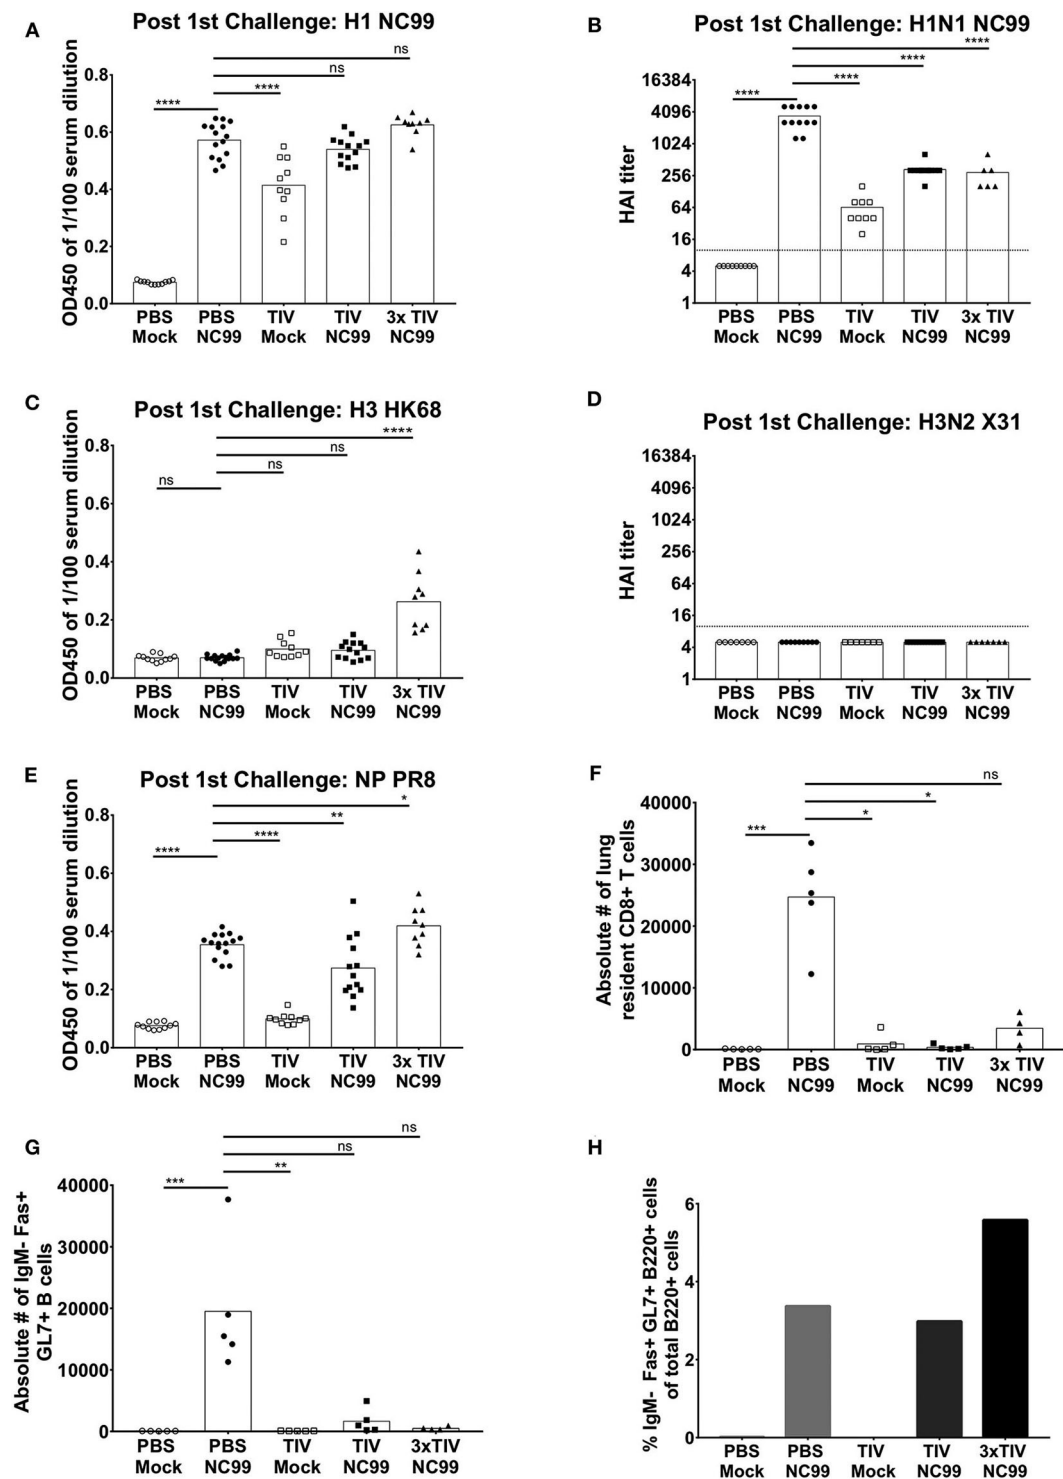 A
Post 1st Challenge: H1 NC99
OD450 of 1/100 serum dilution
ns
ns
****
****
0.8
0.6
0.4
0.2
0.0
PBS PBS TIV TIV 3x TIV
Mock NC99 Mock NC99 NC99
B
Post 1st Challenge: H1N1 NC99
HAI titer
****
****
****
****
16384
4096
1024
256
64
16
4
1
PBS PBS TIV TIV 3x TIV
Mock NC99 Mock NC99 NC99
C
Post 1st Challenge: H3 HK68
OD450 of 1/100 serum dilution
****
ns
ns
ns
0.8
0.6
0.4
0.2
0.0
PBS PBS TIV TIV 3x TIV
Mock NC99 Mock NC99 NC99
D
Post 1st Challenge: H3N2 X31
HAI titer
16384
4096
1024
256
64
16
4
1
PBS PBS TIV TIV 3x TIV
Mock NC99 Mock NC99 NC99
E
Post 1st Challenge: NP PR8
OD450 of 1/100 serum dilution
*
**
****
****
0.8
0.6
0.4
0.2
0.0
PBS PBS TIV TIV 3x TIV
Mock NC99 Mock NC99 NC99
F
Absolute # of lung
resident CD8+ T cells
ns
*
*
***
40000
30000
20000
10000
0
PBS PBS TIV TIV 3x TIV
Mock NC99 Mock NC99 NC99
G
Absolute # of IgM- Fas+
GL7+ B cells
ns
ns
**
***
40000
30000
20000
10000
0
PBS PBS TIV TIV 3xTIV
Mock NC99 Mock NC99 NC99
H
% IgM- Fas+ GL7+ B220+ cells
of total B220+ cells
6
4
2
0
PBS PBS TIV TIV 3xTIV
Mock NC99 Mock NC99 NC99